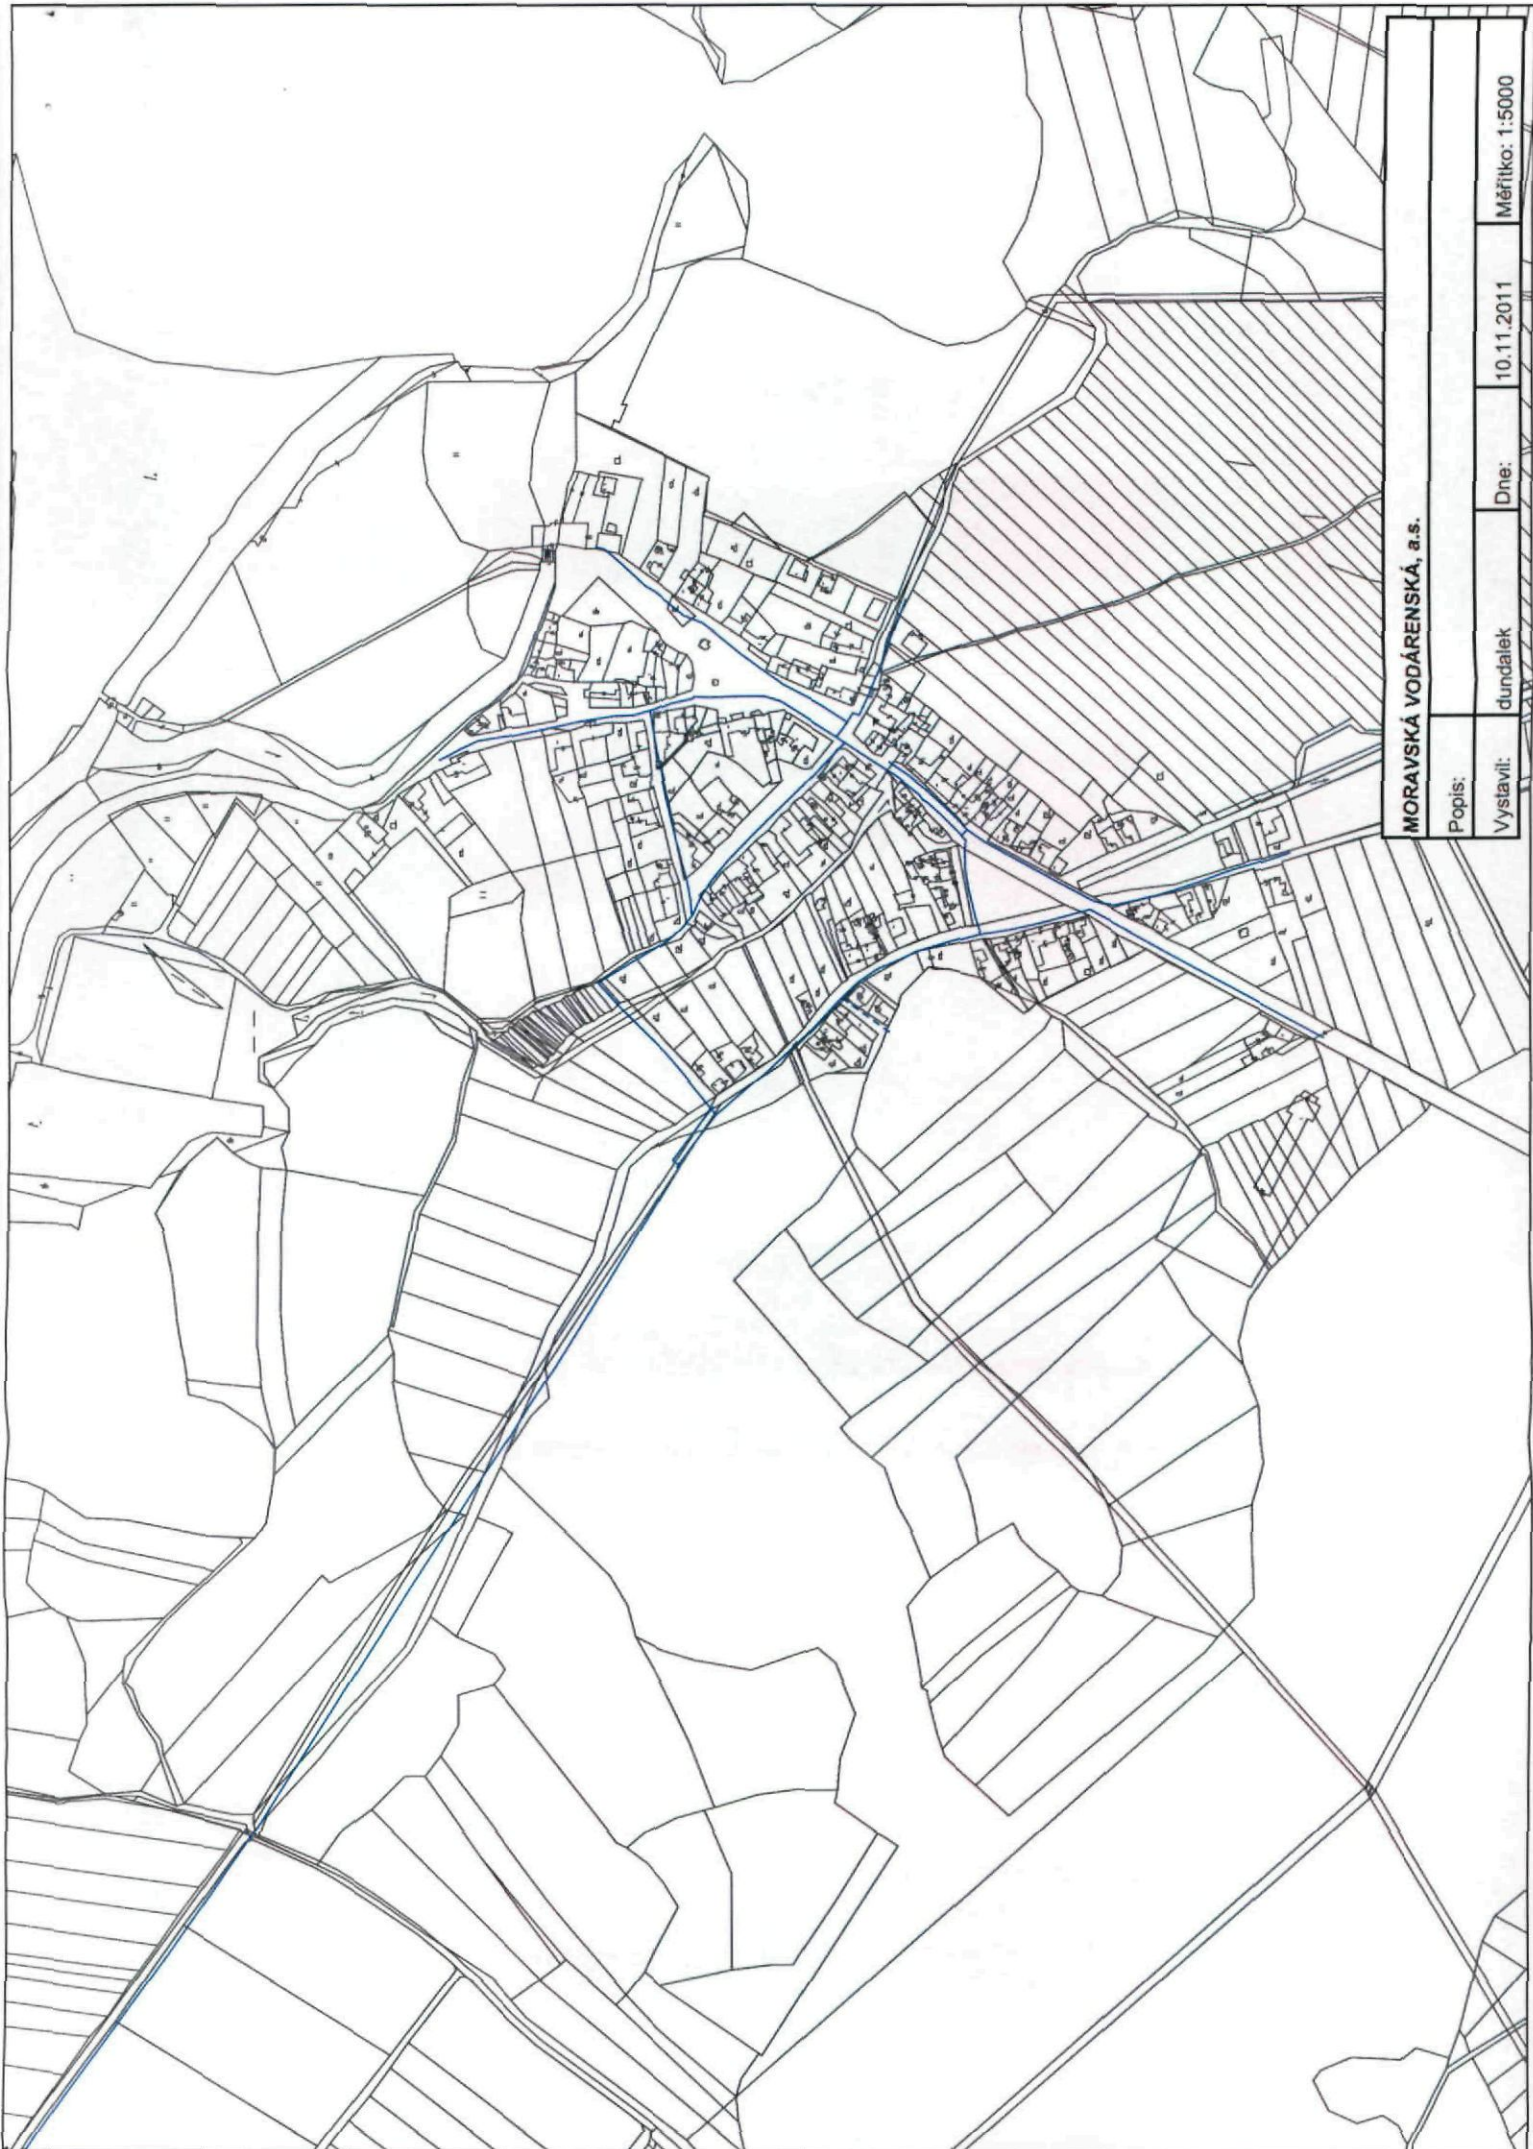 MORAVSKÁ VODÁRENSKÁ, a.s.
Popis:
Vystavil: dundalek Dne: 10.11.2011 Měřítko: 1:5000